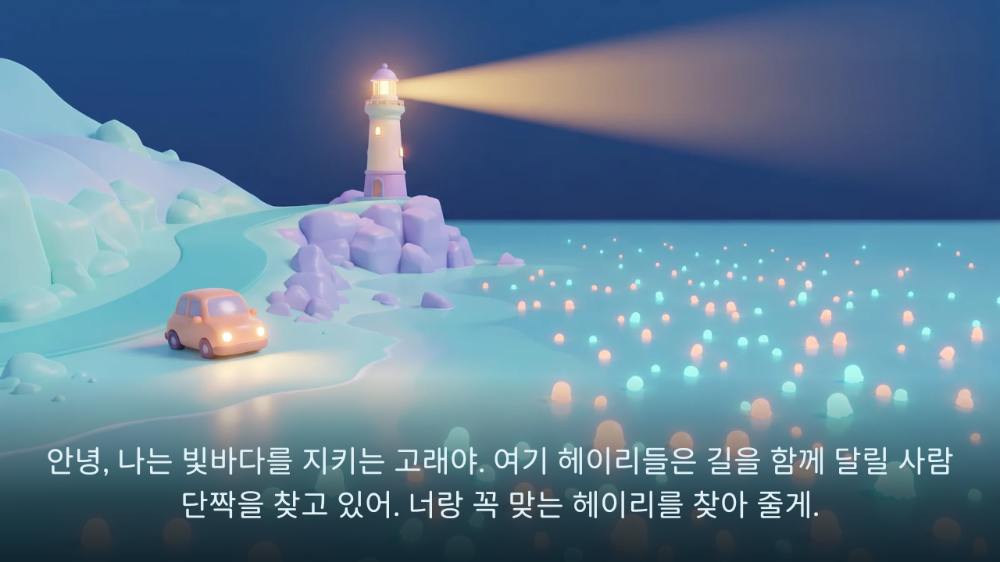 안녕, 나는 빛바다를 지키는 고래야. 여기 헤이리들은 길을 함께 달릴 사람
단짝을 찾고 있어. 너랑 꼭 맞는 헤이리를 찾아 줄게.